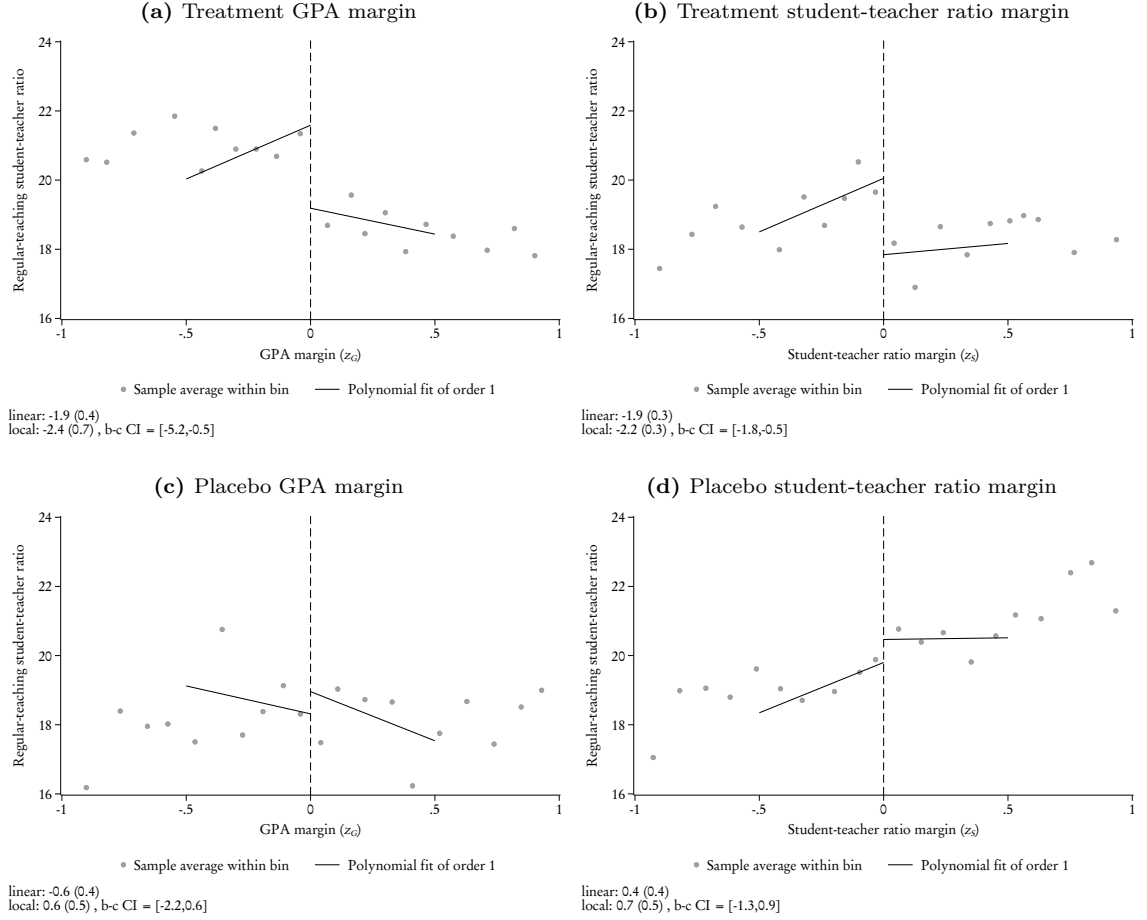 (a) Treatment GPA margin
Regular-teaching student-teacher ratio
24
22
20
18
16
-1 -.5 0 .5 1
GPA margin (z_G)
Sample average within bin Polynomial fit of order 1
linear: -1.9 (0.4)
local: -2.4 (0.7) , b-c CI = [-5.2,-0.5]
(b) Treatment student-teacher ratio margin
Regular-teaching student-teacher ratio
24
22
20
18
16
-1 -.5 0 .5 1
Student-teacher ratio margin (z_S)
Sample average within bin Polynomial fit of order 1
linear: -1.9 (0.3)
local: -2.2 (0.3) , b-c CI = [-1.8,-0.5]
(c) Placebo GPA margin
Regular-teaching student-teacher ratio
24
22
20
18
16
-1 -.5 0 .5 1
GPA margin (z_G)
Sample average within bin Polynomial fit of order 1
linear: -0.6 (0.4)
local: 0.6 (0.5) , b-c CI = [-2.2,0.6]
(d) Placebo student-teacher ratio margin
Regular-teaching student-teacher ratio
24
22
20
18
16
-1 -.5 0 .5 1
Student-teacher ratio margin (z_S)
Sample average within bin Polynomial fit of order 1
linear: 0.4 (0.4)
local: 0.7 (0.5) , b-c CI = [-1.3,0.9]